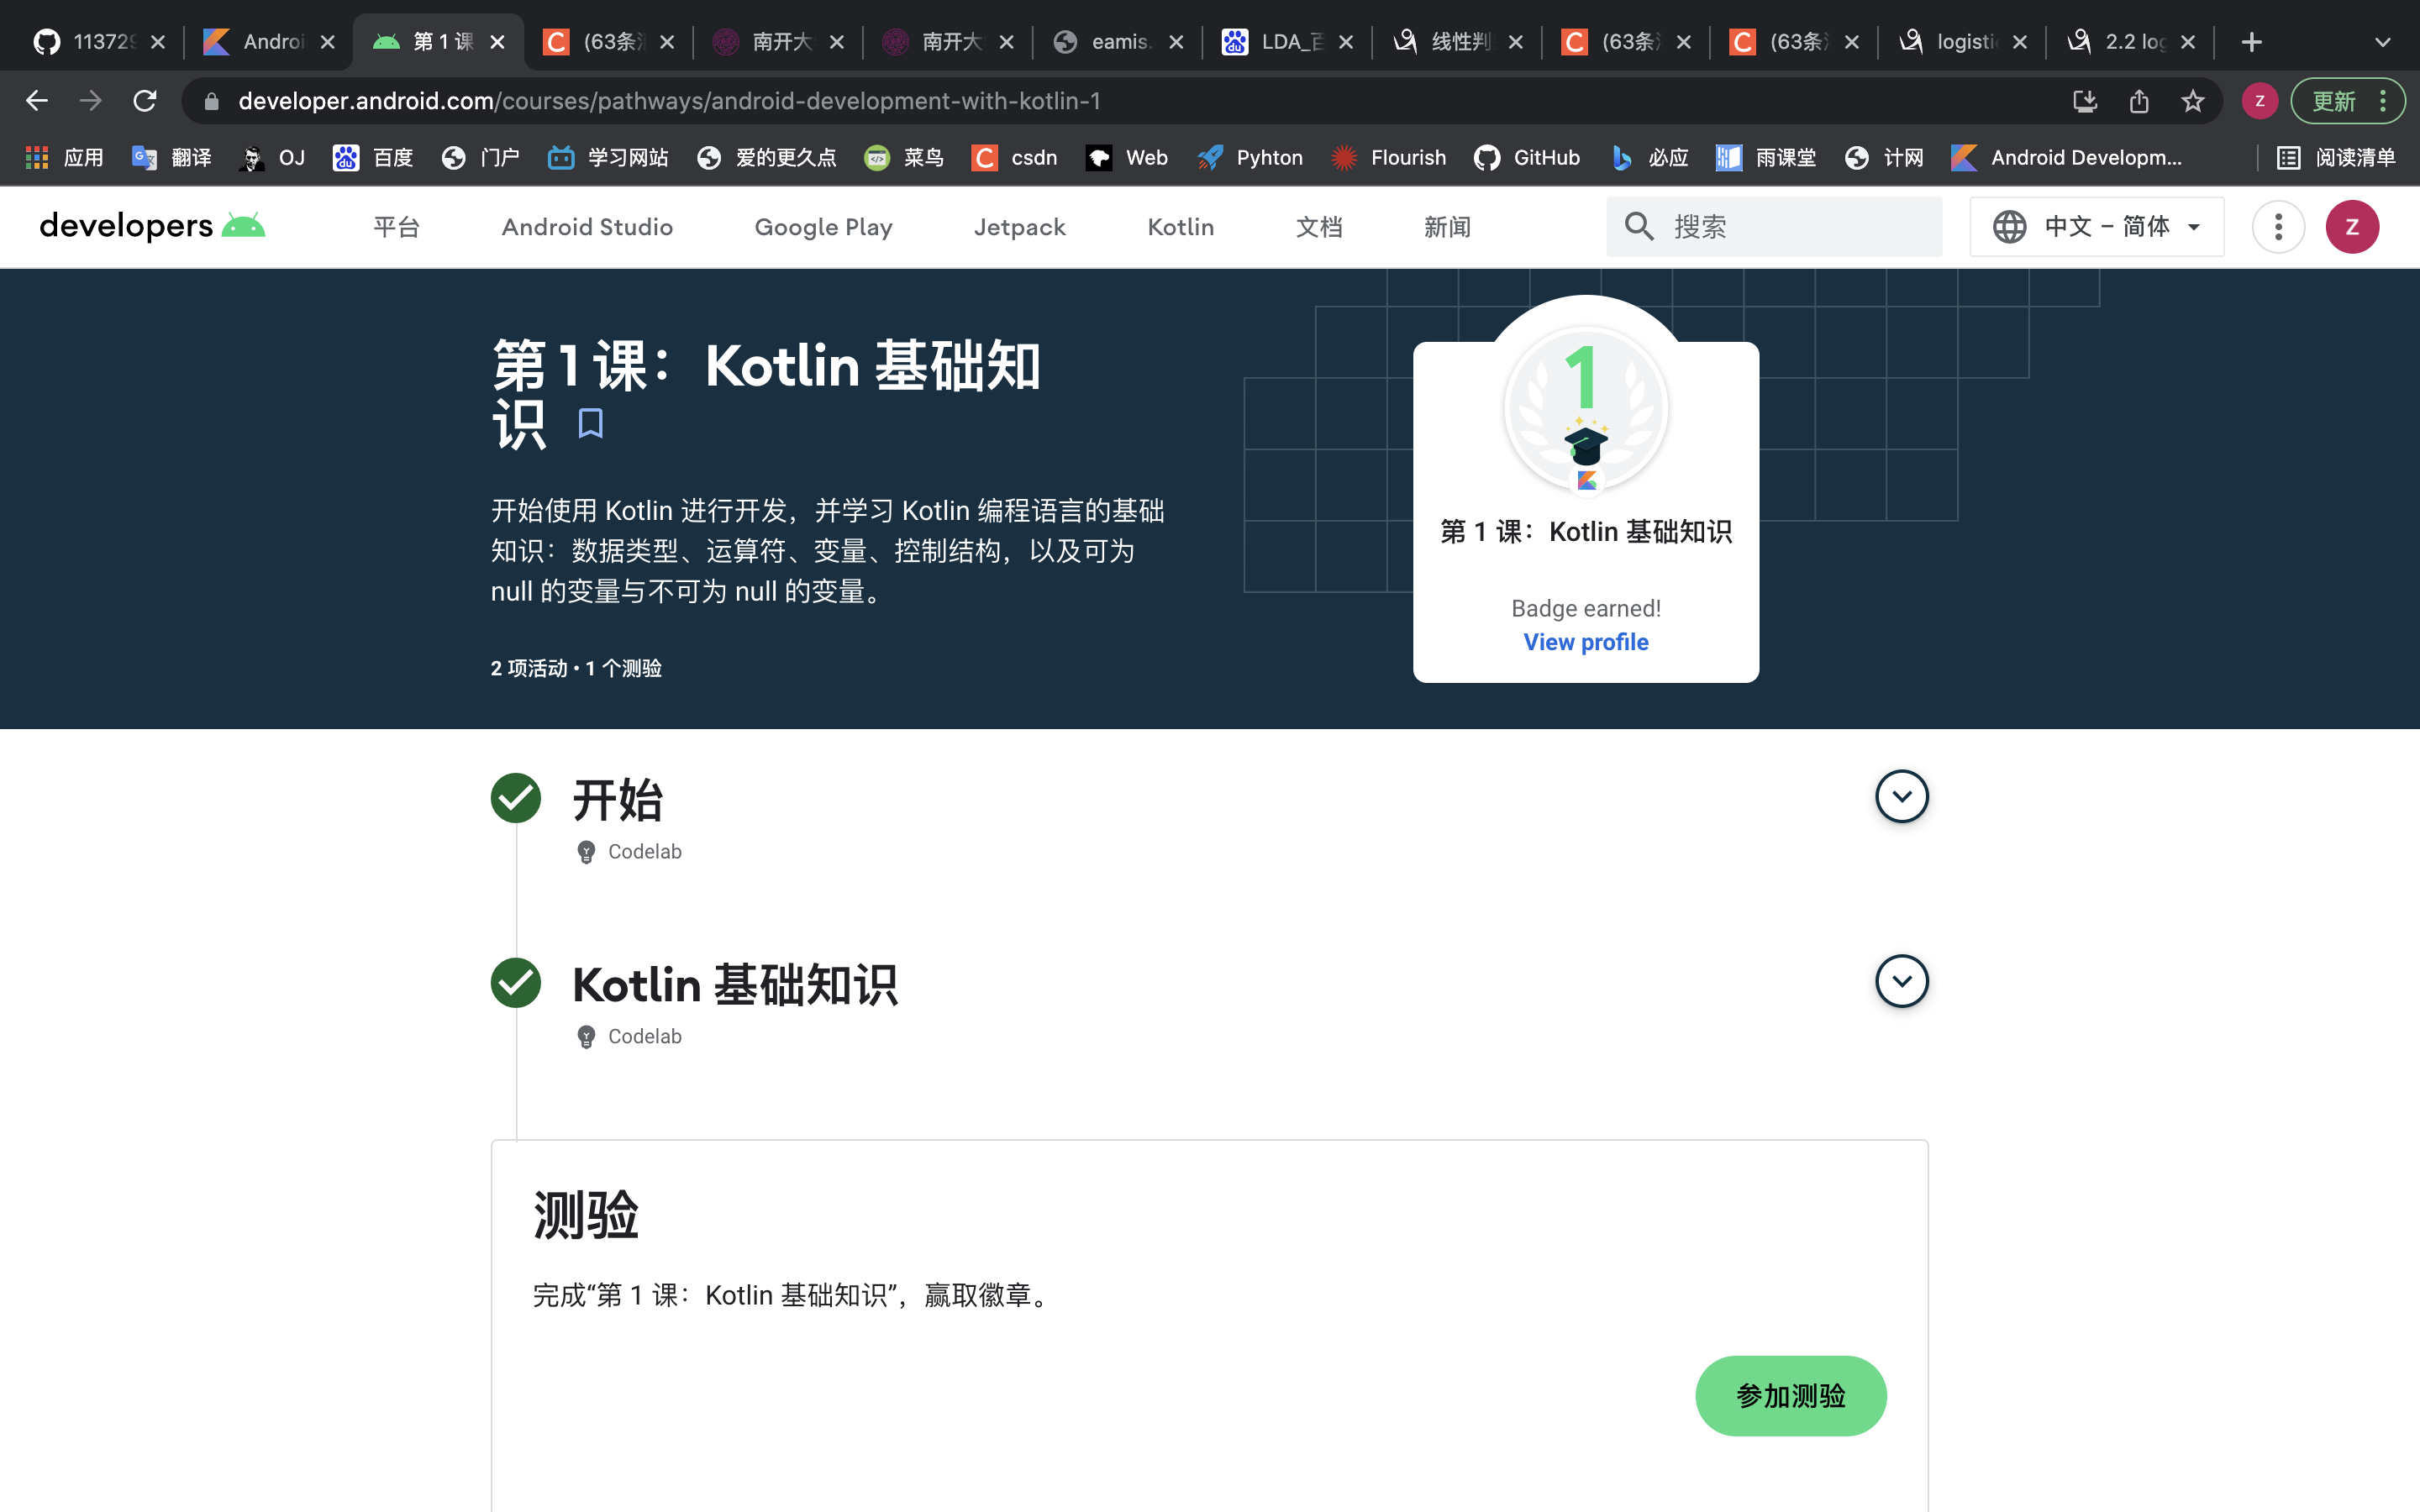 113729
Androi
第 1 课
(63条消
南开大
南开大
eamis.
LDA_百
线性判
(63条消
(63条消
logistic
2.2 log
developer.android.com/courses/pathways/android-development-with-kotlin-1
Z
更新
应用
翻译
OJ
百度
门户
学习网站
爱的更久点
菜鸟
csdn
Web
Pyhton
Flourish
GitHub
必应
雨课堂
计网
Android Developm...
阅读清单
developers
平台
Android Studio
Google Play
Jetpack
Kotlin
文档
新闻
搜索
中文 – 简体
Z
第 1 课：Kotlin 基础知
识
开始使用 Kotlin 进行开发，并学习 Kotlin 编程语言的基础
知识：数据类型、运算符、变量、控制结构，以及可为
null 的变量与不可为 null 的变量。
2 项活动 • 1 个测验
1
第 1 课：Kotlin 基础知识
Badge earned!
View profile
开始
Codelab
Kotlin 基础知识
Codelab
测验
完成“第 1 课：Kotlin 基础知识”，赢取徽章。
参加测验